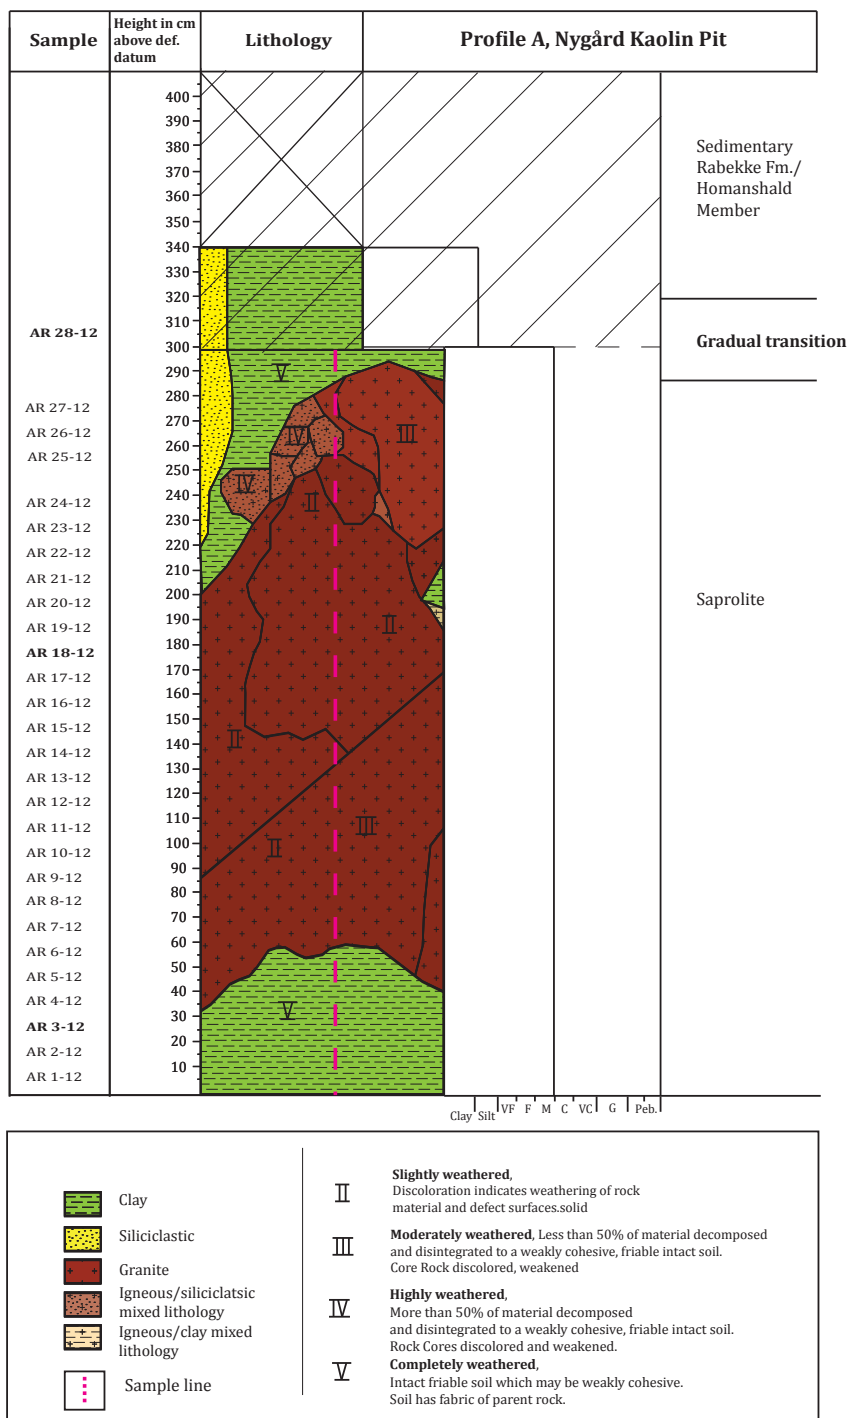 Sample
Height in cm
above def.
datum
Lithology
Profile A, Nygård Kaolin Pit
400
390
380
370
360
350
340
330
320
310
300
290
280
270
260
250
240
230
220
210
200
190
180
170
160
150
140
130
120
110
100
90
80
70
60
50
40
30
20
10
AR 28-12
AR 27-12
AR 26-12
AR 25-12
AR 24-12
AR 23-12
AR 22-12
AR 21-12
AR 20-12
AR 19-12
AR 18-12
AR 17-12
AR 16-12
AR 15-12
AR 14-12
AR 13-12
AR 12-12
AR 11-12
AR 10-12
AR 9-12
AR 8-12
AR 7-12
AR 6-12
AR 5-12
AR 4-12
AR 3-12
AR 2-12
AR 1-12
V
IV
III
IV
II
II
II
III
II
V
Sedimentary
Rabekke Fm./
Homanshald
Member
Gradual transition
Saprolite
Clay Silt VF F M C VC G Peb.
Clay
Siliciclastic
Granite
Igneous/siliciclatsic
mixed lithology
Igneous/clay mixed
lithology
Sample line
II
Slightly weathered,
Discoloration indicates weathering of rock
material and defect surfaces.solid
III
Moderately weathered, Less than 50% of material decomposed
and disintegrated to a weakly cohesive, friable intact soil.
Core Rock discolored, weakened
IV
Highly weathered,
More than 50% of material decomposed
and disintegrated to a weakly cohesive, friable intact soil.
Rock Cores discolored and weakened.
V
Completely weathered,
Intact friable soil which may be weakly cohesive.
Soil has fabric of parent rock.